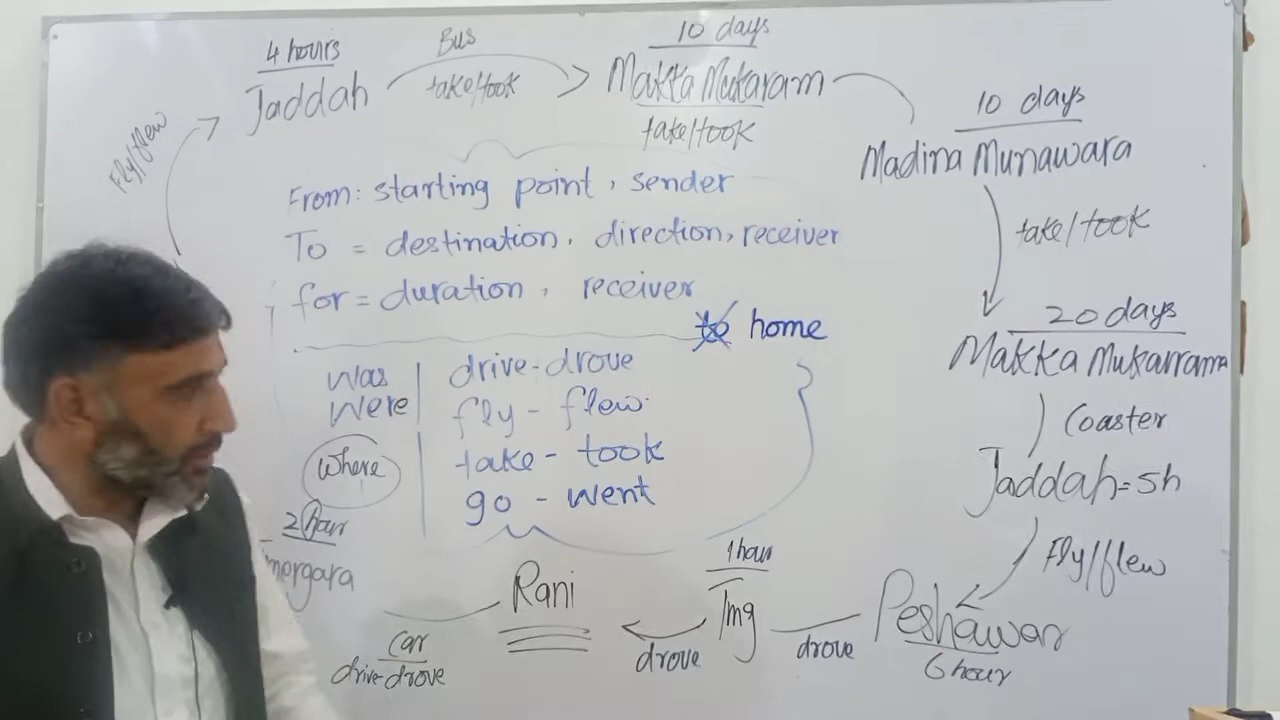 4 hours
Jaddah
Fly/flew
Bus
take/took
10 days
Makka Mukaram
take/took
10 days
Madina Munawara
take/took
20 days
Makka Mukarrama
Coaster
Jaddah=5h
Fly/flew
Peshawar
6 hour
drove
1 hour
Tmg
drove
Rani
car
drive-drove
2 hour
mergara
From: starting point, sender
To = destination, direction, receiver
for = duration, receiver
to home
was
were
where
drive-drove
fly - flew
take - took
go - went